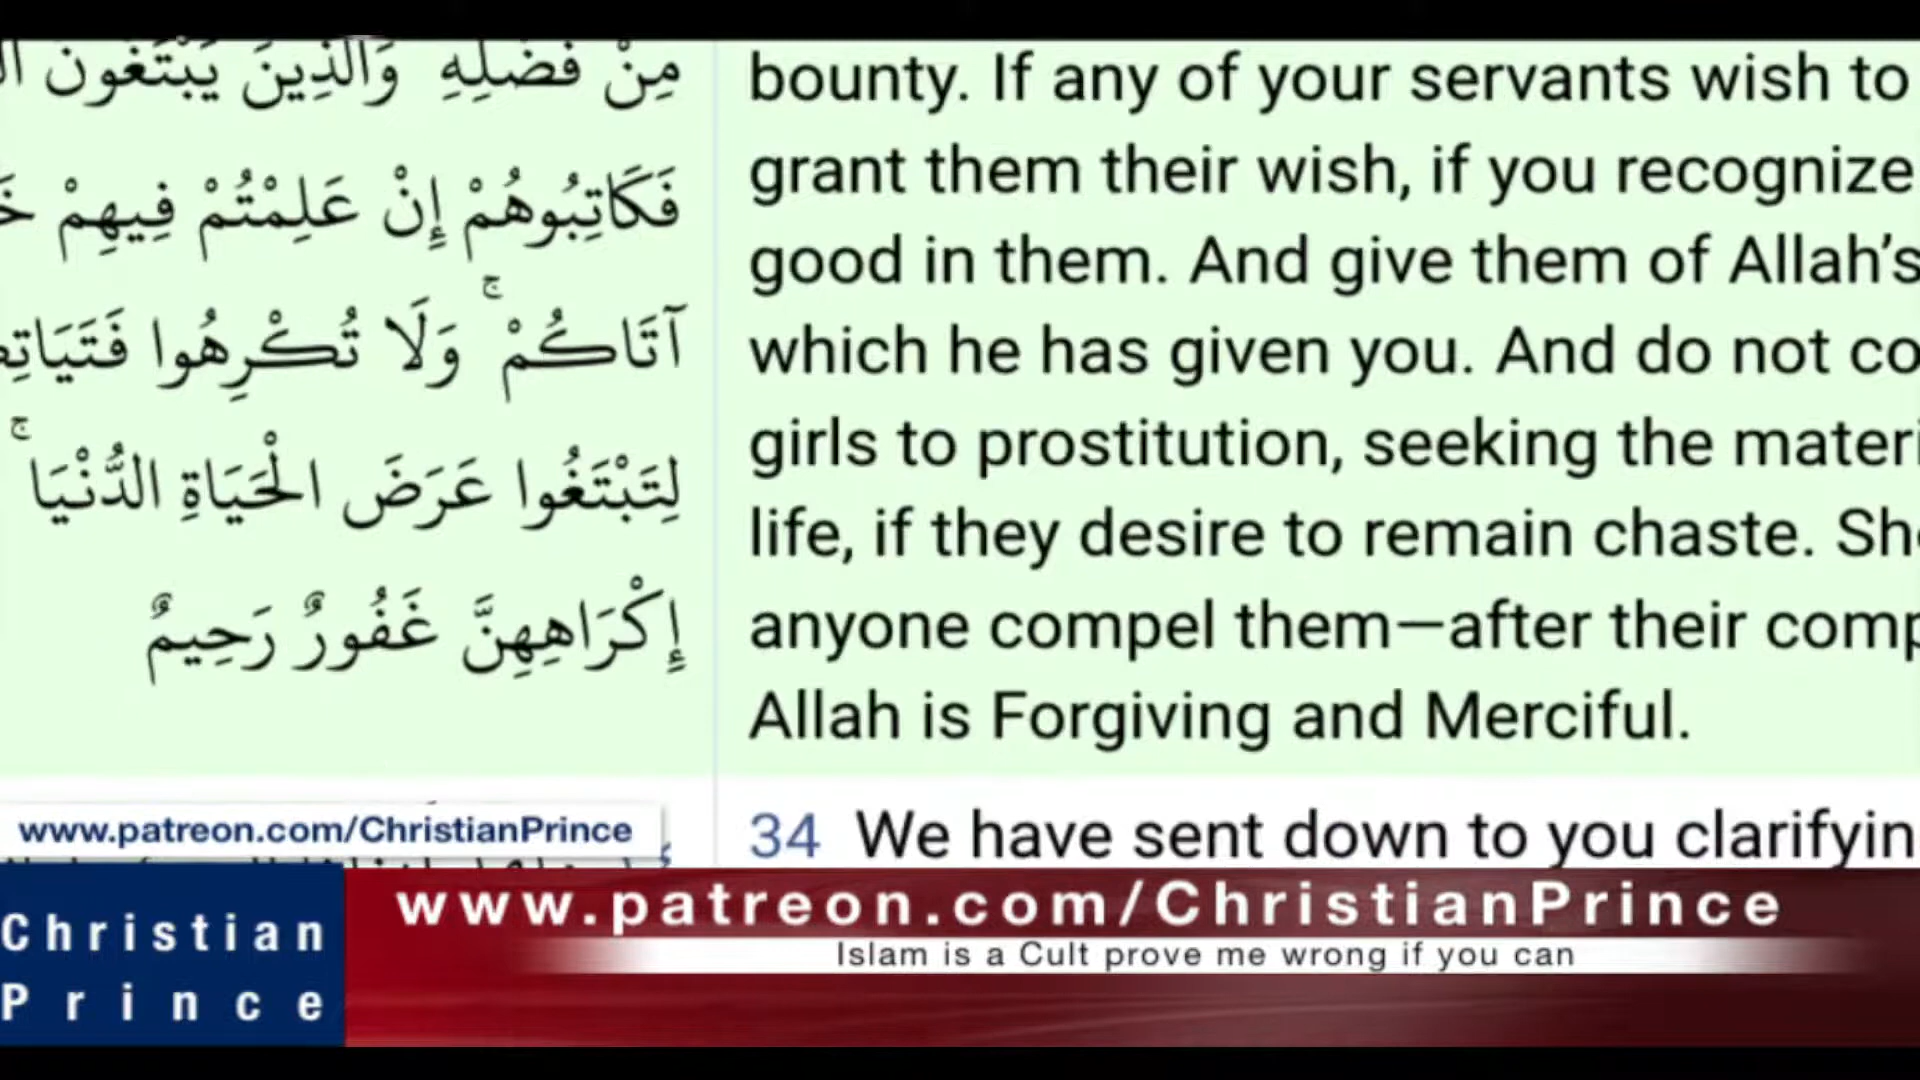 مِنْ فَضْلِهِ وَالَّذِينَ يَبْتَغُونَ
فَكَاتِبُوهُمْ إِنْ عَلِمْتُمْ فِيهِمْ
آتَاكُمْ ۚ وَلَا تُكْرِهُوا
لِتَبْتَغُوا عَرَضَ الْحَيَاةِ الدُّنْيَا ۚ
إِكْرَاهِهِنَّ غَفُورٌ رَحِيمٌ
bounty. If any of your servants wish to
grant them their wish, if you recognize
good in them. And give them of Allah’s
which he has given you. And do not co
girls to prostitution, seeking the materi
life, if they desire to remain chaste. Sh
anyone compel them—after their comp
Allah is Forgiving and Merciful.
34 We have sent down to you clarifyin
www.patreon.com/ChristianPrince
Christian
Prince
www.patreon.com/ChristianPrince
Islam is a Cult prove me wrong if you can